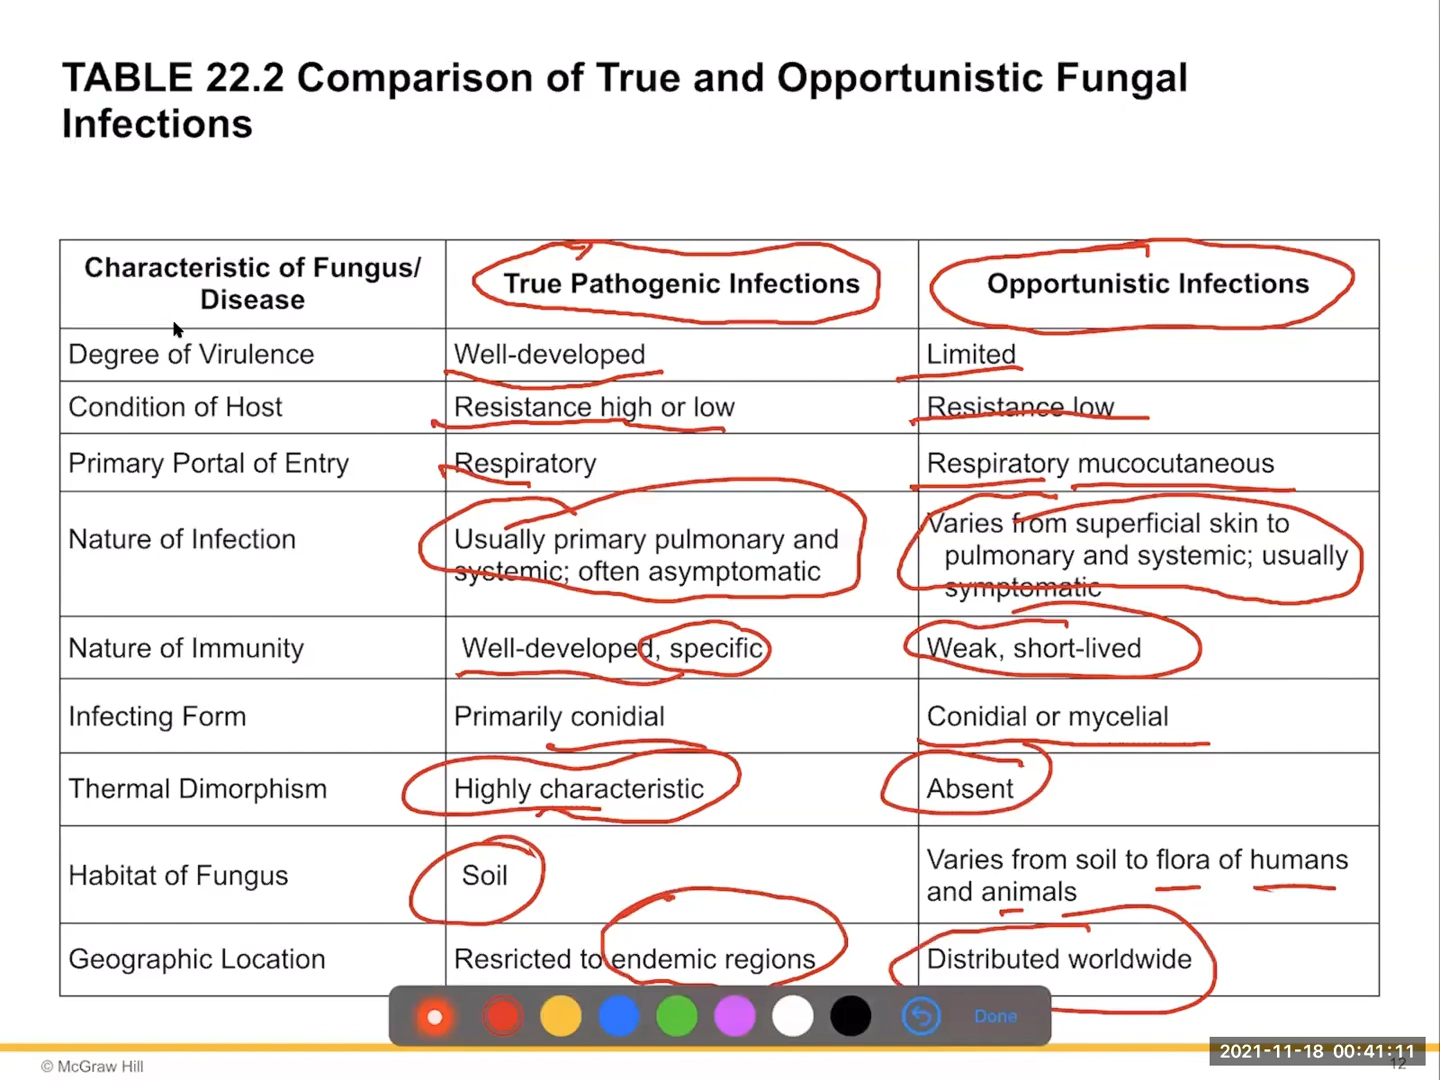 TABLE 22.2 Comparison of True and Opportunistic Fungal
Infections
Characteristic of Fungus/
Disease
True Pathogenic Infections
Opportunistic Infections
Degree of Virulence
Well-developed
Limited
Condition of Host
Resistance high or low
Resistance low
Primary Portal of Entry
Respiratory
Respiratory mucocutaneous
Nature of Infection
Usually primary pulmonary and
systemic; often asymptomatic
Varies from superficial skin to
pulmonary and systemic; usually
symptomatic
Nature of Immunity
Well-developed, specific
Weak, short-lived
Infecting Form
Primarily conidial
Conidial or mycelial
Thermal Dimorphism
Highly characteristic
Absent
Habitat of Fungus
Soil
Varies from soil to flora of humans
and animals
Geographic Location
Resricted to endemic regions
Distributed worldwide
Done
2021-11-18 00:41:11
© McGraw Hill
12